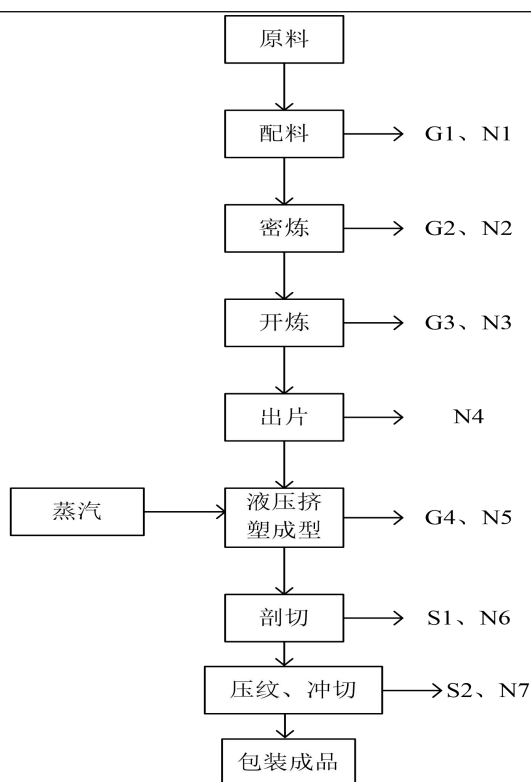 原料
配料
G1、N1
密炼
G2、N2
开炼
G3、N3
出片
N4
蒸汽
液压挤
塑成型
G4、N5
剖切
S1、N6
压纹、冲切
S2、N7
包装成品